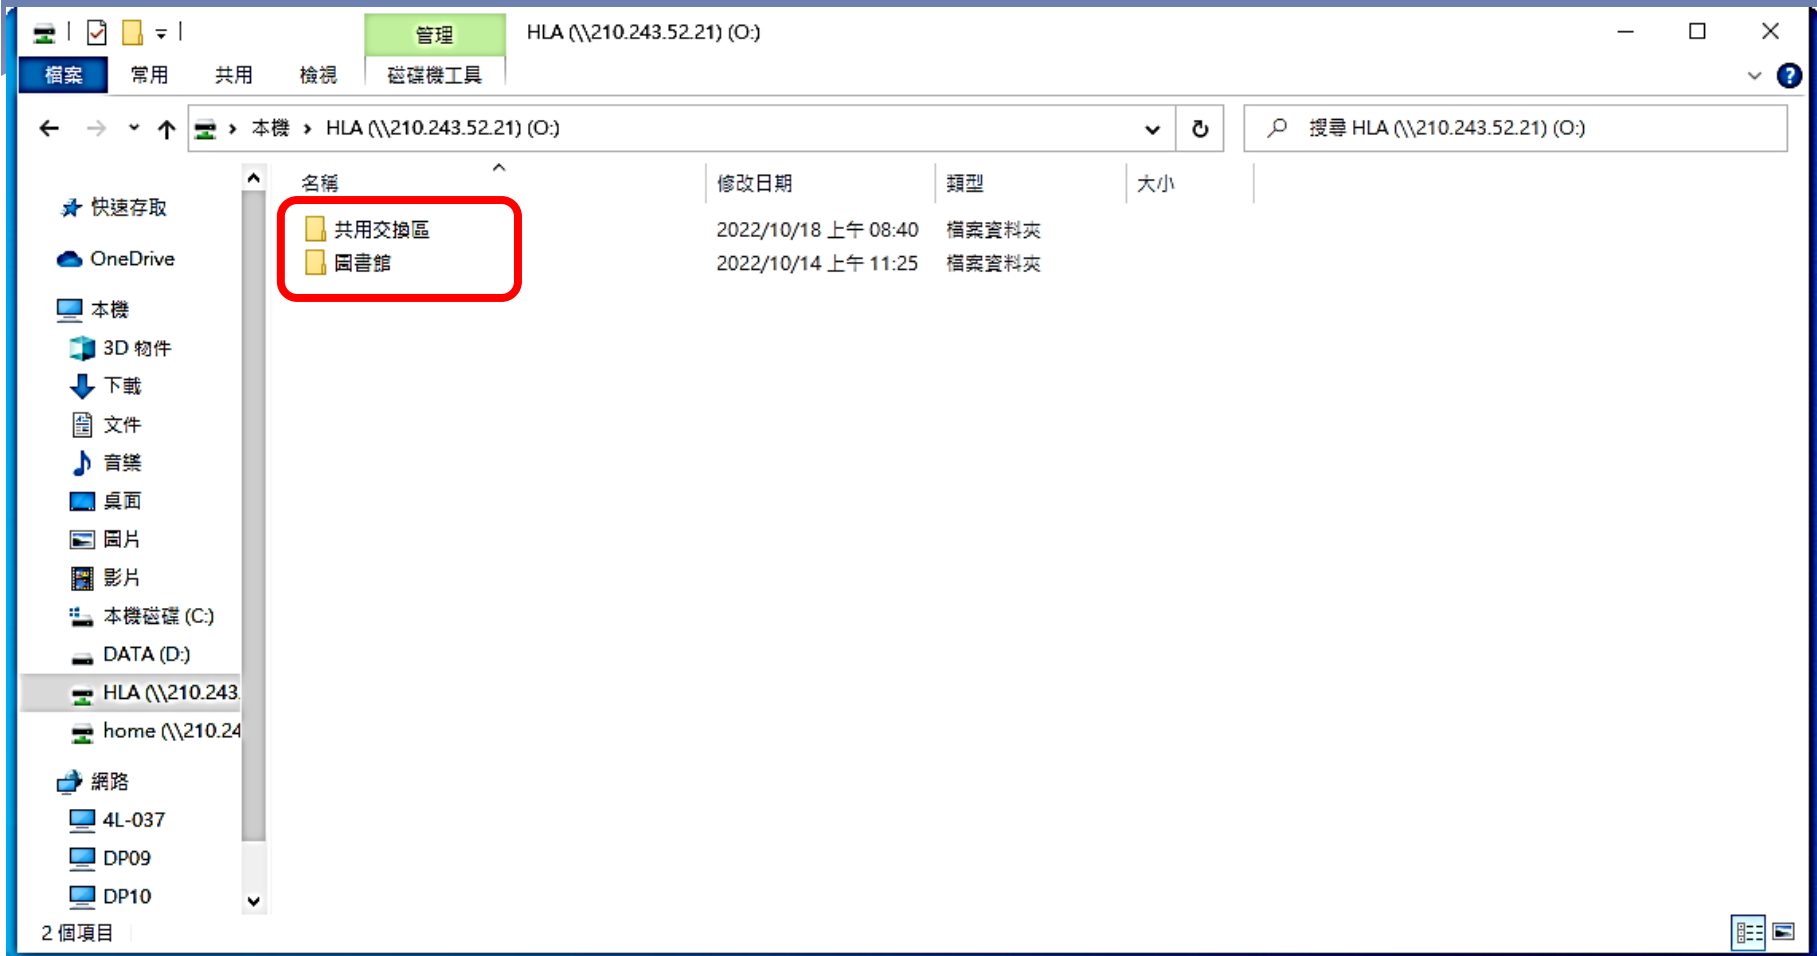 管理
HLA (\\210.243.52.21) (O:)
檔案 常用 共用 檢視 磁碟機工具
本機 › HLA (\\210.243.52.21) (O:)
搜尋 HLA (\\210.243.52.21) (O:)
名稱 修改日期 類型 大小
共用交換區 2022/10/18 上午 08:40 檔案資料夾
圖書館 2022/10/14 上午 11:25 檔案資料夾
快速存取
OneDrive
本機
3D 物件
下載
文件
音樂
桌面
圖片
影片
本機磁碟 (C:)
DATA (D:)
HLA (\\210.243.
home (\\210.24
網路
4L-037
DP09
DP10
2 個項目